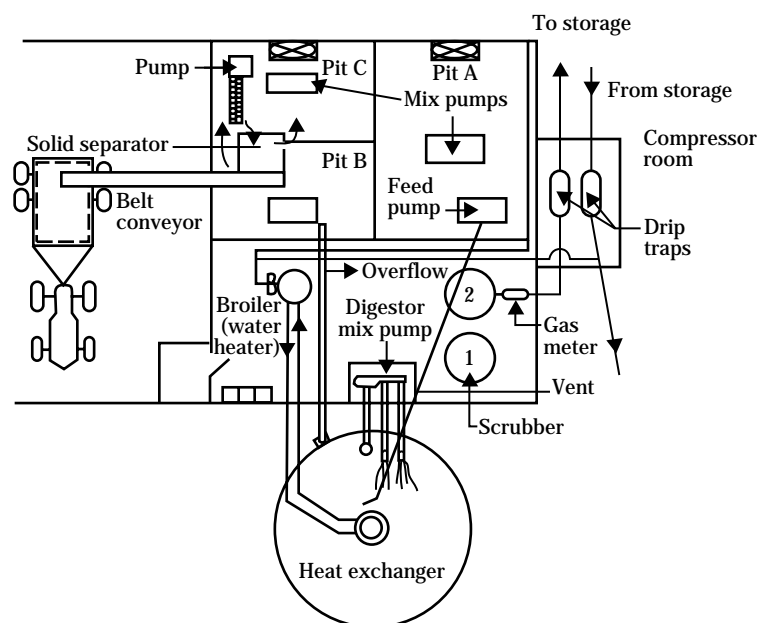 To storage
Pump
Pit C
Pit A
From storage
Mix pumps
Solid separator
Compressor
room
Pit B
Belt
conveyor
Feed
pump
Drip
traps
Overflow
Broiler
(water
heater)
Digestor
mix pump
2
Gas
meter
1
Vent
Scrubber
Heat exchanger